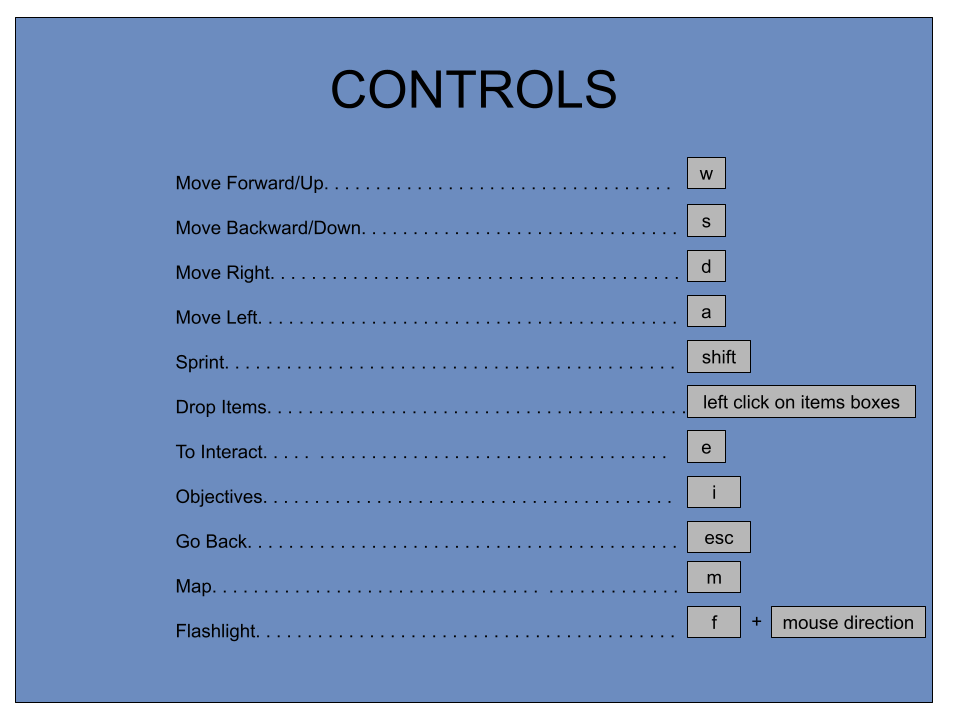 CONTROLS
Move Forward/Up. . . . . . . . . . . . . . . . . . . . . . . . . . . . . . . . . . w
Move Backward/Down. . . . . . . . . . . . . . . . . . . . . . . . . . . . . . . s
Move Right. . . . . . . . . . . . . . . . . . . . . . . . . . . . . . . . . . . . . . . . d
Move Left. . . . . . . . . . . . . . . . . . . . . . . . . . . . . . . . . . . . . . . . . a
Sprint. . . . . . . . . . . . . . . . . . . . . . . . . . . . . . . . . . . . . . . . . . . . shift
Drop Items. . . . . . . . . . . . . . . . . . . . . . . . . . . . . . . . . . . . . . . . . left click on items boxes
To Interact. . . . .  . . . . . . . . . . . . . . . . . . . . . . . . . . . . . . . . . . e
Objectives. . . . . . . . . . . . . . . . . . . . . . . . . . . . . . . . . . . . . . . . i
Go Back. . . . . . . . . . . . . . . . . . . . . . . . . . . . . . . . . . . . . . . . . . esc
Map. . . . . . . . . . . . . . . . . . . . . . . . . . . . . . . .  . . . . . . . . . . . . . m
Flashlight. . . . . . . . . . . . . . . . . . . . . . . . . . . . . . . . . . . . . . . . . f + mouse direction